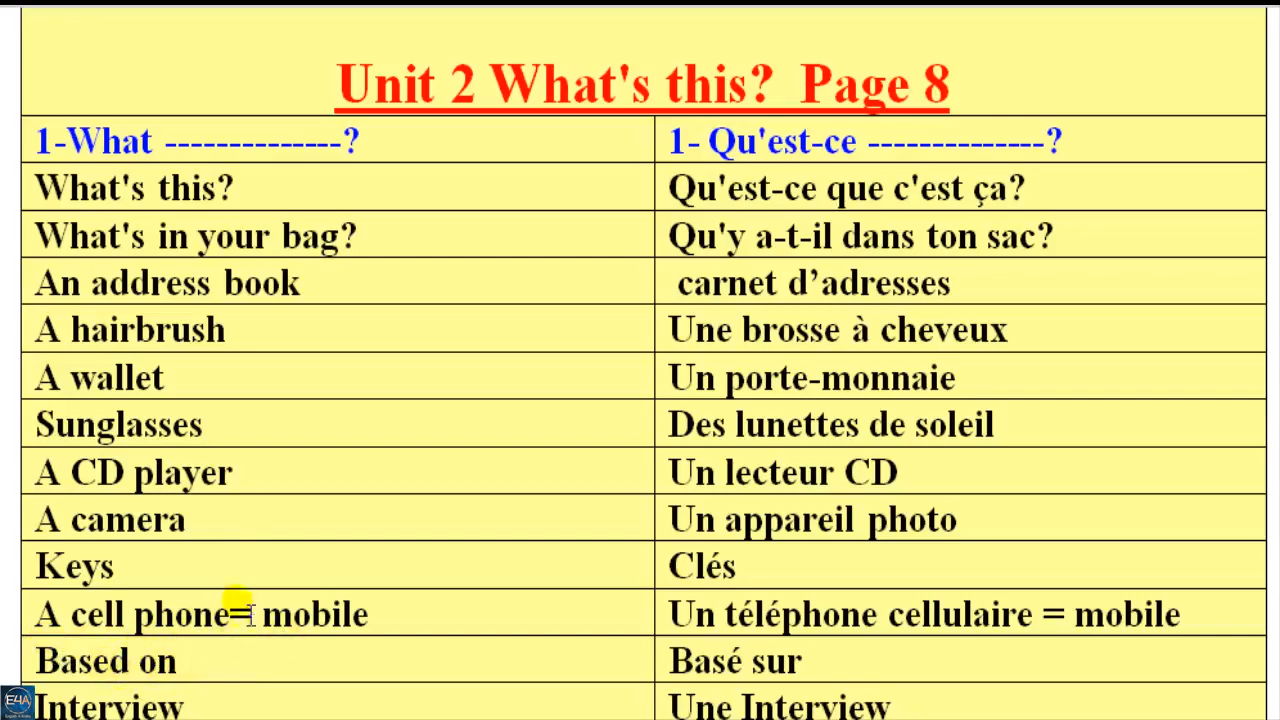 Unit 2 What's this? Page 8
1-What --------------?
1- Qu'est-ce --------------?
What's this?
Qu'est-ce que c'est ça?
What's in your bag?
Qu'y a-t-il dans ton sac?
An address book
carnet d’adresses
A hairbrush
Une brosse à cheveux
A wallet
Un porte-monnaie
Sunglasses
Des lunettes de soleil
A CD player
Un lecteur CD
A camera
Un appareil photo
Keys
Clés
A cell phone= mobile
Un téléphone cellulaire = mobile
Based on
Basé sur
Interview
Une Interview
E4A